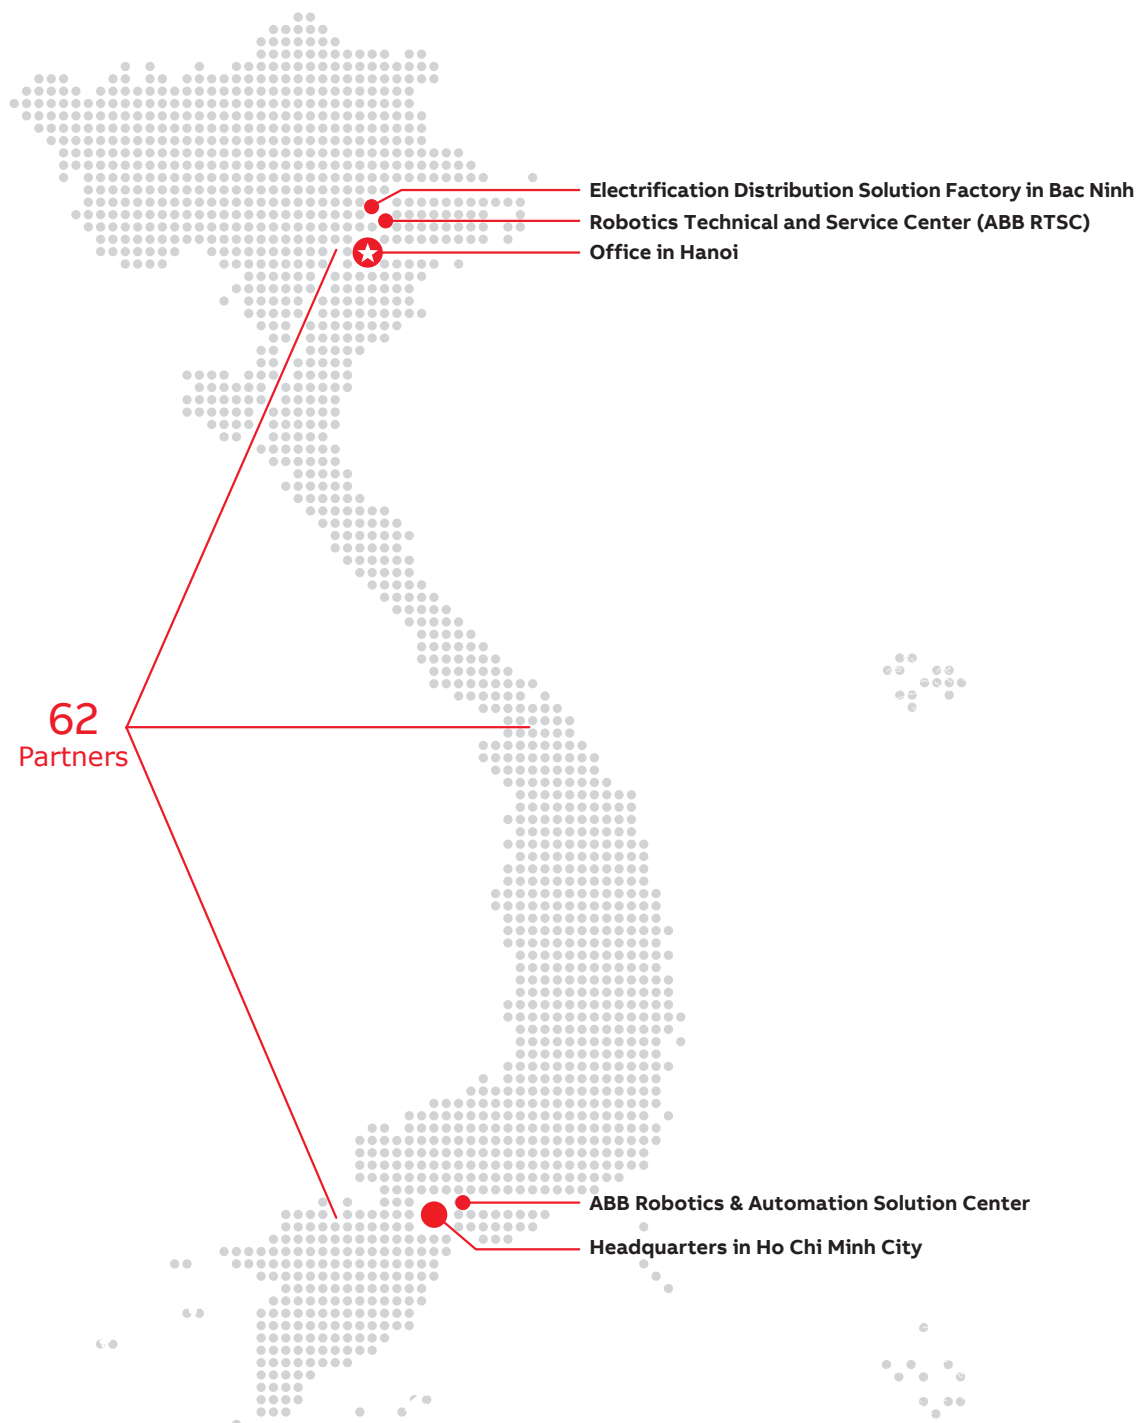 Electrification Distribution Solution Factory in Bac Ninh
Robotics Technical and Service Center (ABB RTSC)
Office in Hanoi
62
Partners
ABB Robotics & Automation Solution Center
Headquarters in Ho Chi Minh City